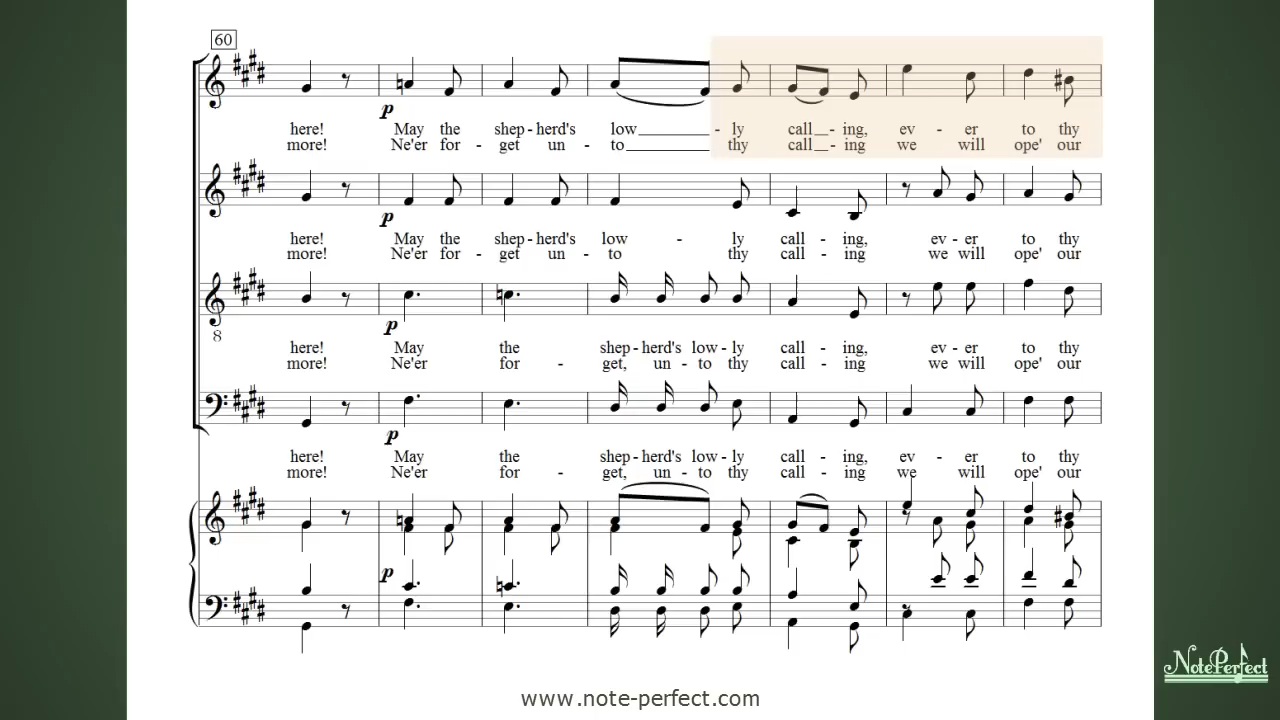 60
p
here! May the shep - herd's low - ly call - ing, ev - er to thy
more! Ne'er for - get un - to thy call - ing we will ope' our
p
here! May the shep - herd's low - ly call - ing, ev - er to thy
more! Ne'er for - get un - to thy call - ing we will ope' our
8
p
here! May the shep - herd's low - ly call - ing, ev - er to thy
more! Ne'er for - get, un - to thy call - ing we will ope' our
p
here! May the shep - herd's low - ly call - ing, ev - er to thy
more! Ne'er for - get, un - to thy call - ing we will ope' our
p
NotePerfect
www.note-perfect.com